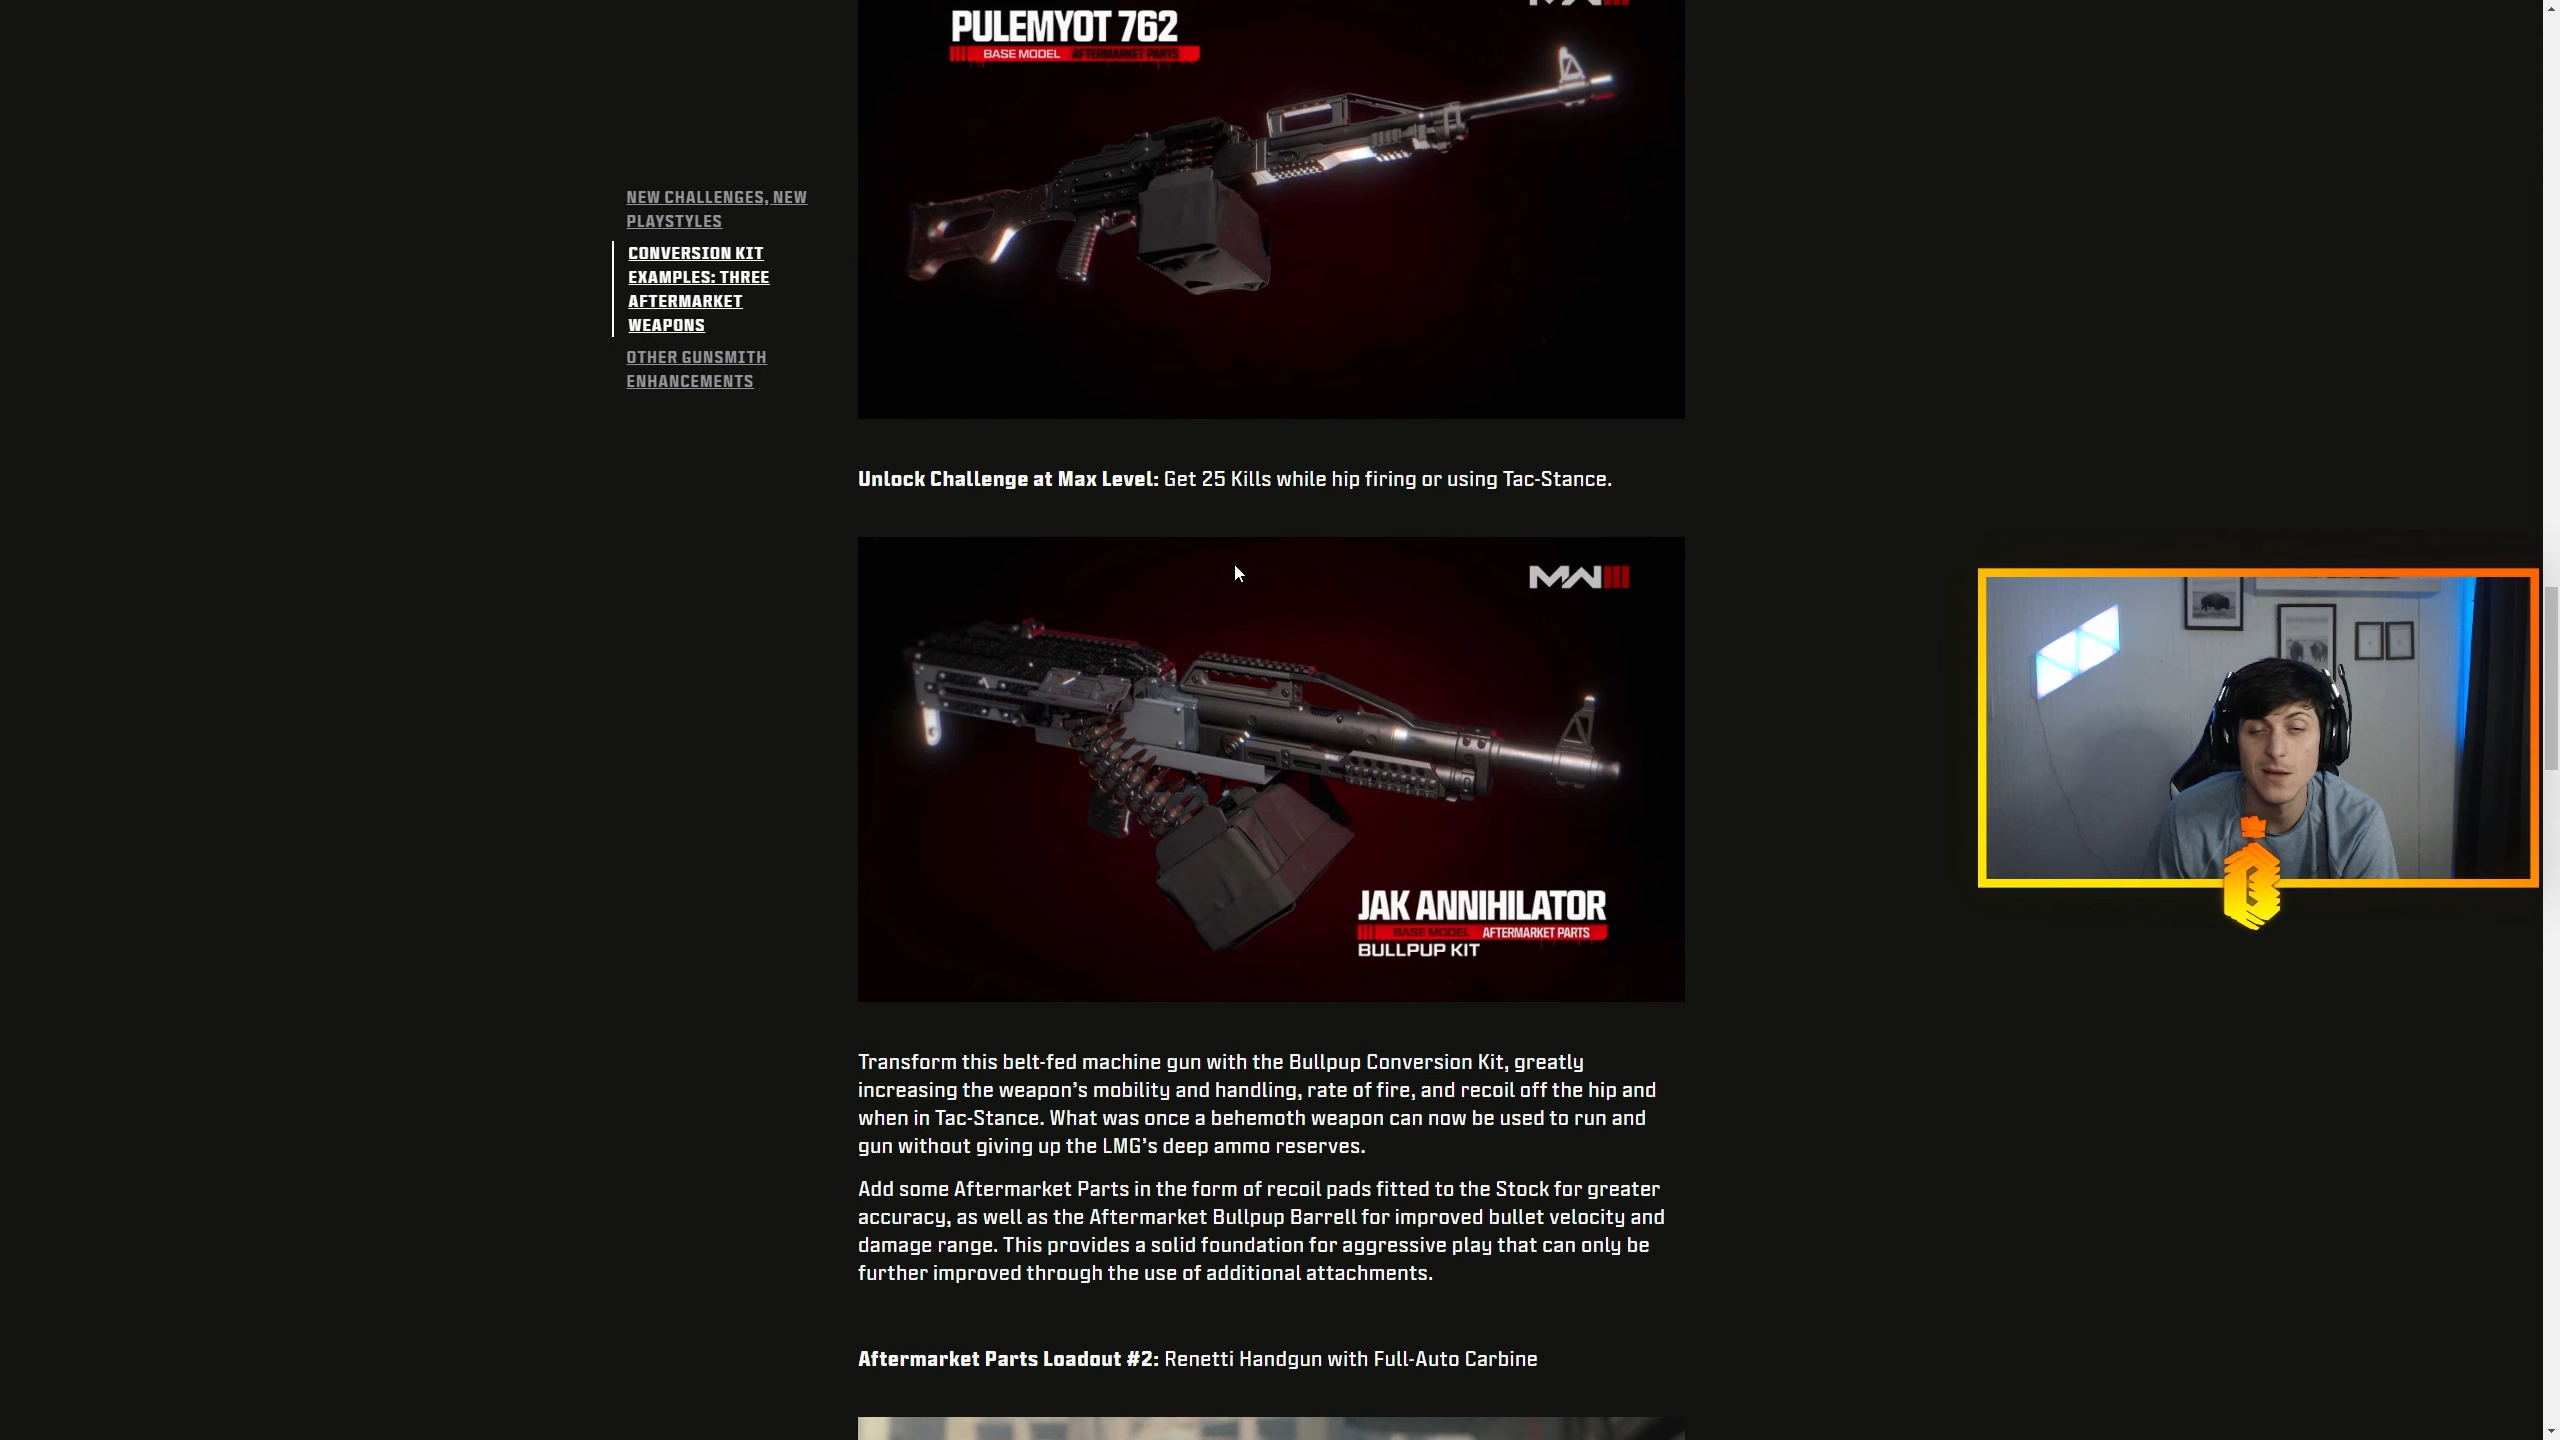 PULEMYOT 762
BASE MODEL AFTERMARKET PARTS
NEW CHALLENGES, NEW
PLAYSTYLES
CONVERSION KIT
EXAMPLES: THREE
AFTERMARKET
WEAPONS
OTHER GUNSMITH
ENHANCEMENTS
Unlock Challenge at Max Level: Get 25 Kills while hip firing or using Tac-Stance.
MWIII
JAK ANNIHILATOR
BASE MODEL AFTERMARKET PARTS
BULLPUP KIT
Transform this belt-fed machine gun with the Bullpup Conversion Kit, greatly
increasing the weapon's mobility and handling, rate of fire, and recoil off the hip and
when in Tac-Stance. What was once a behemoth weapon can now be used to run and
gun without giving up the LMG's deep ammo reserves.
Add some Aftermarket Parts in the form of recoil pads fitted to the Stock for greater
accuracy, as well as the Aftermarket Bullpup Barrell for improved bullet velocity and
damage range. This provides a solid foundation for aggressive play that can only be
further improved through the use of additional attachments.
Aftermarket Parts Loadout #2: Renetti Handgun with Full-Auto Carbine